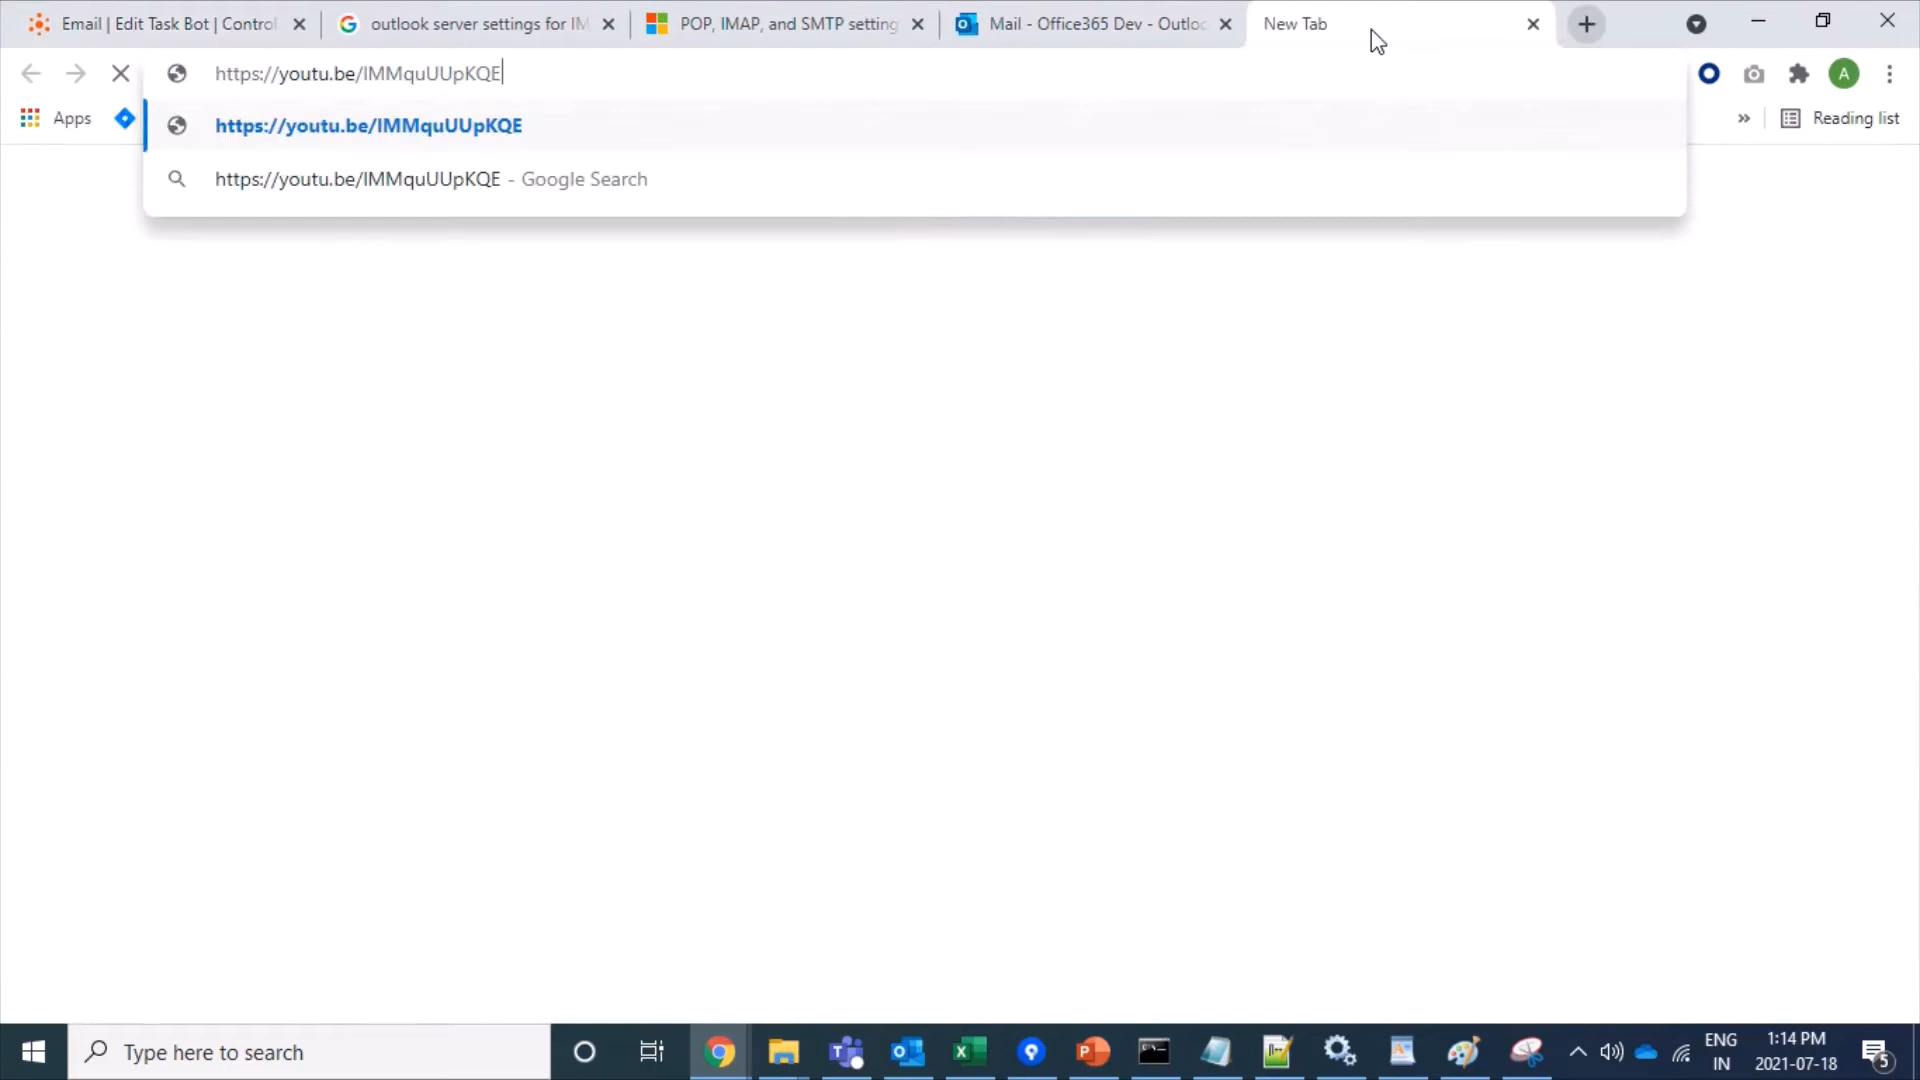 Email | Edit Task Bot | Control
outlook server settings for IM
POP, IMAP, and SMTP setting
Mail - Office365 Dev - Outloo
New Tab
https://youtu.be/IMMquUUpKQE
A
Apps
https://youtu.be/IMMquUUpKQE
Reading list
https://youtu.be/IMMquUUpKQE - Google Search
Type here to search
ENG
IN
1:14 PM
2021-07-18
5